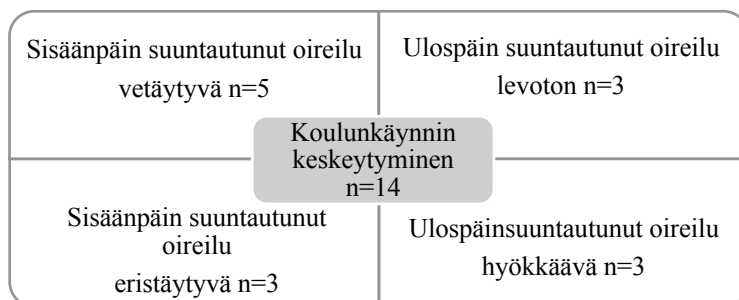 Sisäänpäin suuntautunut oireilu
vetäytyvä n=5
Ulospäin suuntautunut oireilu
levoton n=3
Koulunkäynnin
keskeytyminen
n=14
Sisäänpäin suuntautunut
oireilu
eristäytyvä n=3
Ulospäinsuuntautunut oireilu
hyökkäävä n=3